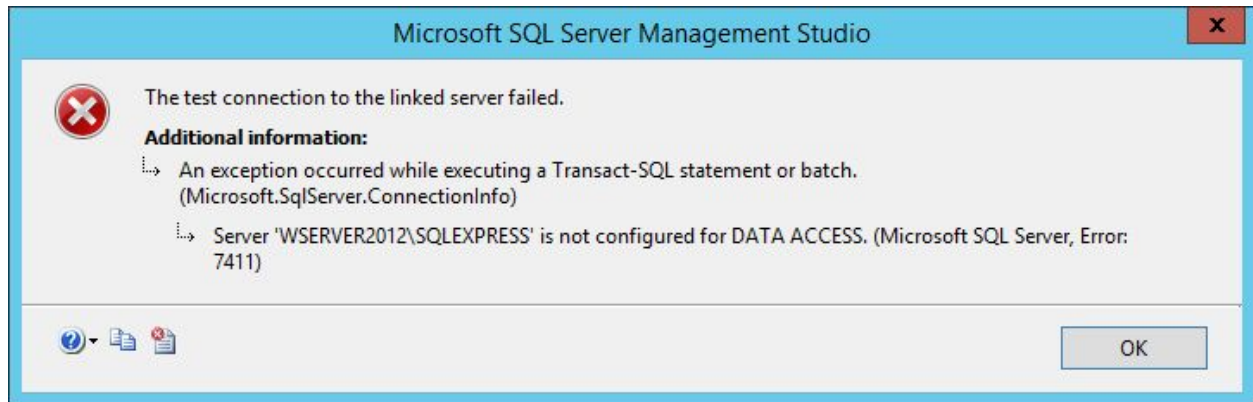 Microsoft SQL Server Management Studio
x
The test connection to the linked server failed.
Additional information:
An exception occurred while executing a Transact-SQL statement or batch.
(Microsoft.SqlServer.ConnectionInfo)
Server 'WSERVER2012\SQLEXPRESS' is not configured for DATA ACCESS. (Microsoft SQL Server, Error:
7411)
OK